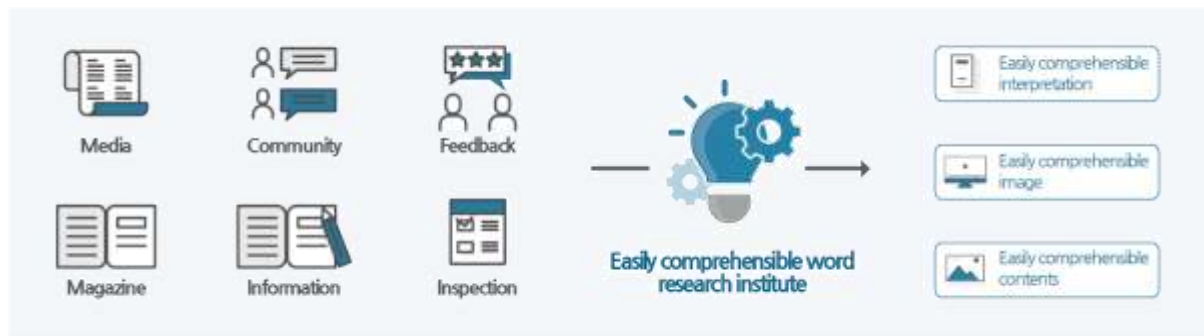 Media
Community
Feedback
Magazine
Information
Inspection
Easily comprehensible word
research institute
Easily comprehensible
interpretation
Easily comprehensible
image
Easily comprehensible
contents